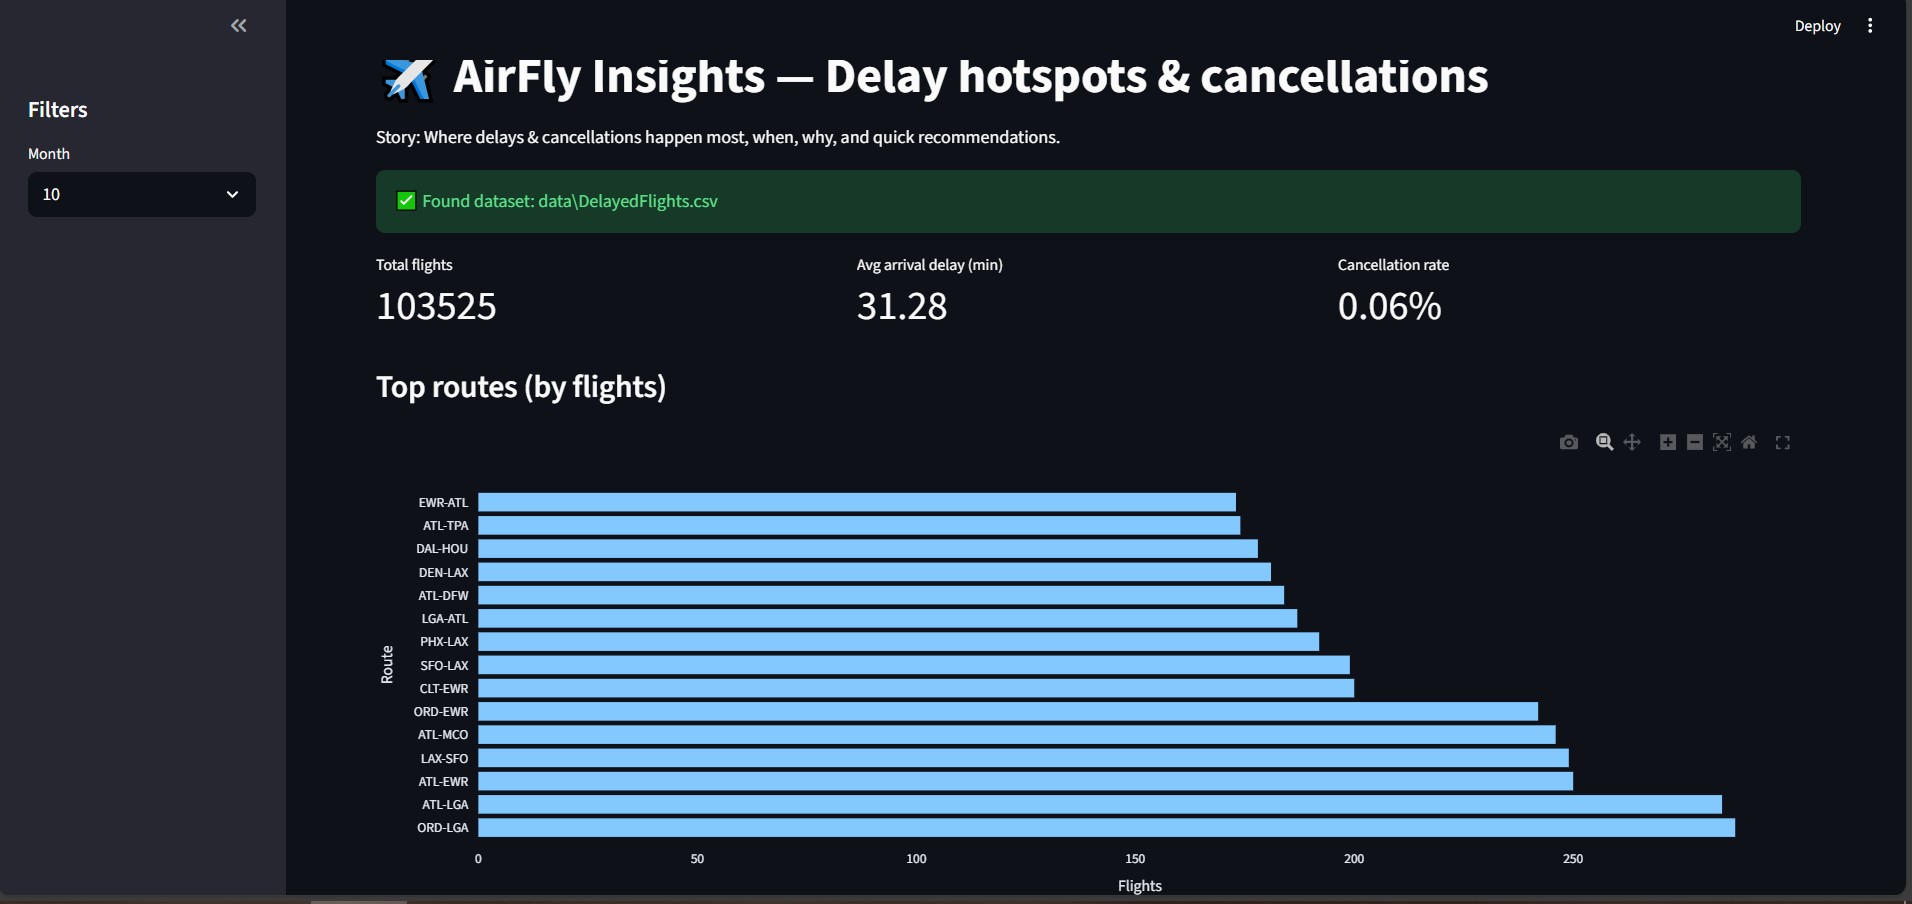 Deploy
Filters
Month
10
AirFly Insights — Delay hotspots & cancellations
Story: Where delays & cancellations happen most, when, why, and quick recommendations.
Found dataset: data\DelayedFlights.csv
Total flights
103525
Avg arrival delay (min)
31.28
Cancellation rate
0.06%
Top routes (by flights)
Route
EWR-ATL
ATL-TPA
DAL-HOU
DEN-LAX
ATL-DFW
LGA-ATL
PHX-LAX
SFO-LAX
CLT-EWR
ORD-EWR
ATL-MCO
LAX-SFO
ATL-EWR
ATL-LGA
ORD-LGA
0 50 100 150 200 250
Flights